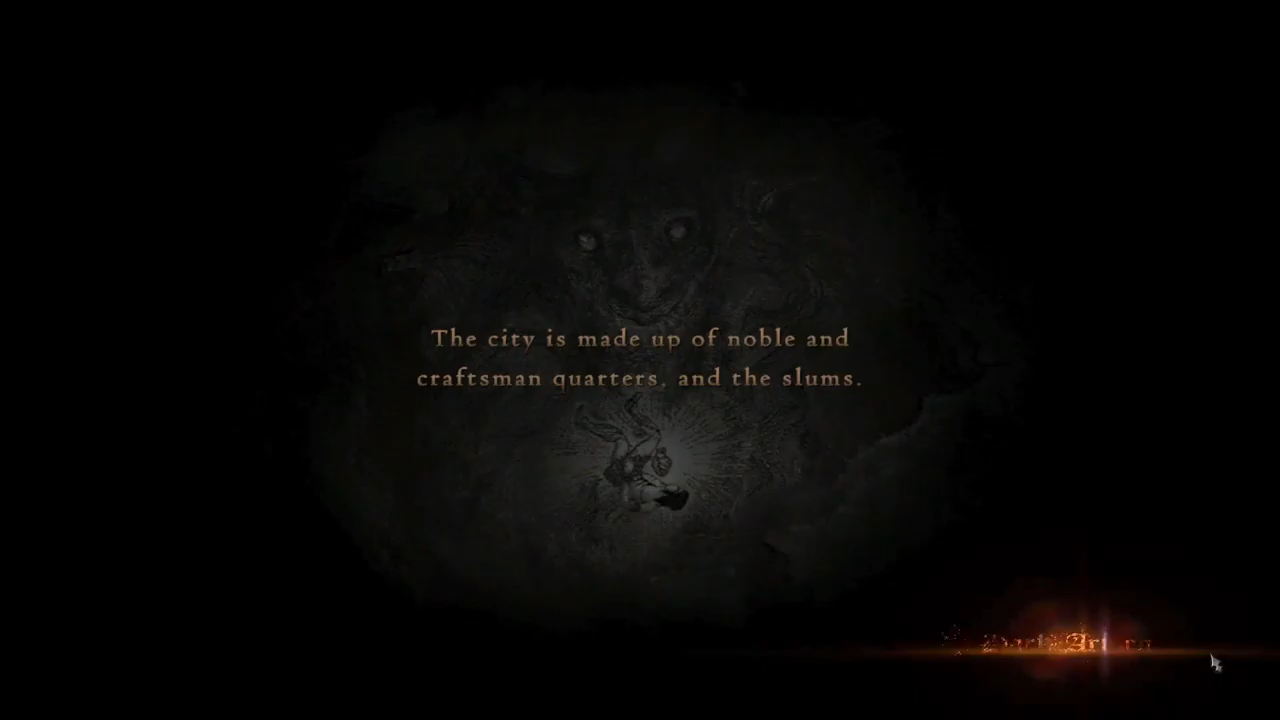 The city is made up of noble and
craftsman quarters, and the slums.